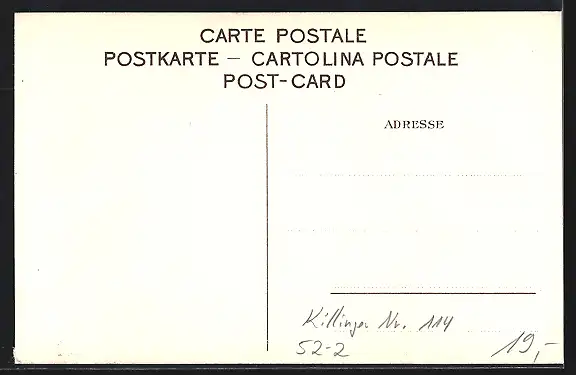 CARTE POSTALE
POSTKARTE – CARTOLINA POSTALE
POST-CARD
ADRESSE
Killinger Nr. 114
52-2
19,-